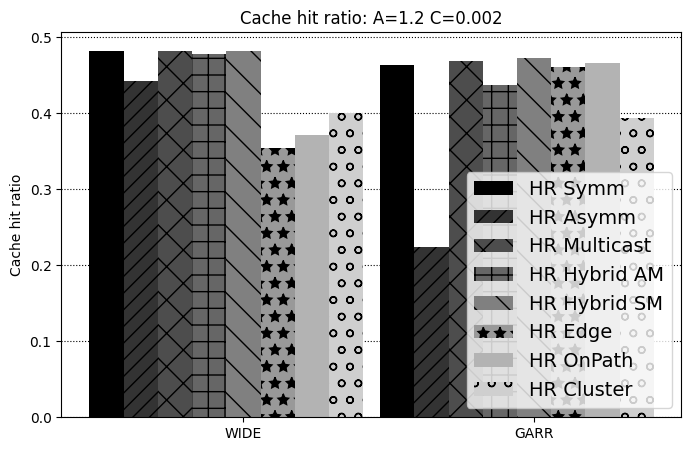 Cache hit ratio: A=1.2 C=0.002
Cache hit ratio
0.5
0.4
0.3
0.2
0.1
0.0
WIDE
GARR
HR Symm
HR Asymm
HR Multicast
HR Hybrid AM
HR Hybrid SM
HR Edge
HR OnPath
HR Cluster